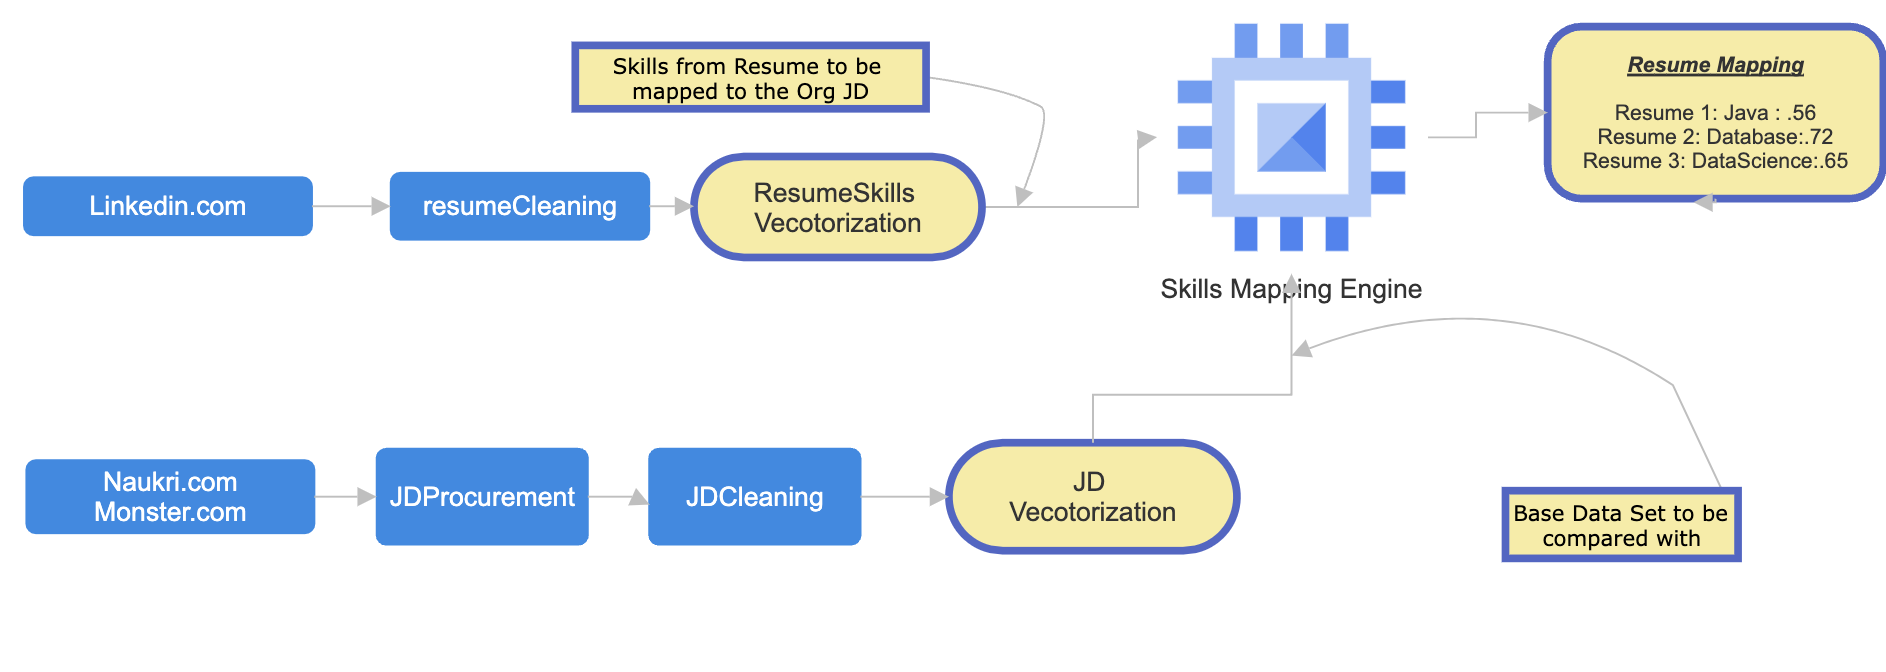 Skills from Resume to be
mapped to the Org JD
Resume Mapping
Resume 1: Java : .56
Resume 2: Database:.72
Resume 3: DataScience:.65
Linkedin.com
resumeCleaning
ResumeSkills
Vecotorization
Skills Mapping Engine
Naukri.com
Monster.com
JDProcurement
JDCleaning
JD
Vecotorization
Base Data Set to be
compared with